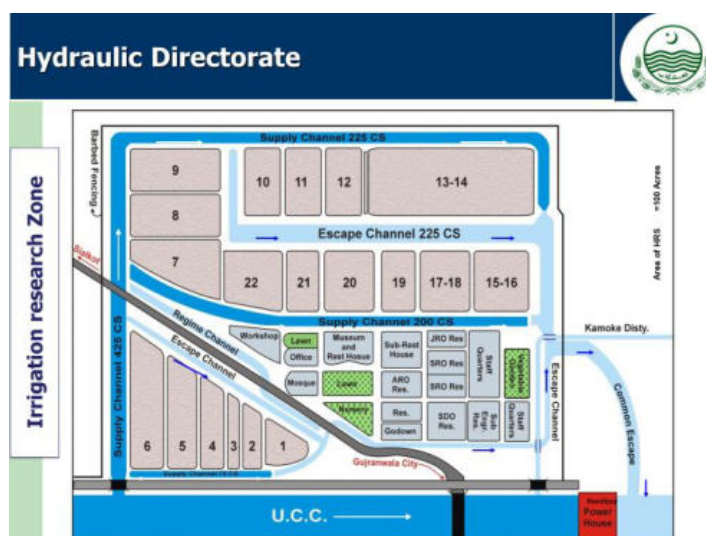 Hydraulic Directorate
Irrigation research Zone
Barbed Fencing
Supply Channel 225 CS
9
10
11
12
13-14
8
Escape Channel 225 CS
Area of HRS =100 Acres
7
Sialkot
22
21
20
19
17-18
15-16
Supply Channel 200 CS
Kamoke Disty.
Supply Channel 425 CS
Regime Channel
Escape Channel
Workshop
Lawn
Office
Museum
and
Rest House
Sub-Rest
House
JRO Res
SRO Res
SRO Res
Staff
Quarters
Vegetable
Garden
Escape Channel
Common Escape
Mosque
Lawn
ARO
Res.
Nursery
Res.
Godown
SDO
Res.
Sub
Engr
Res.
Staff
Quarters
6
5
4
3
2
1
Gujranwala City
U.C.C.
Power
House